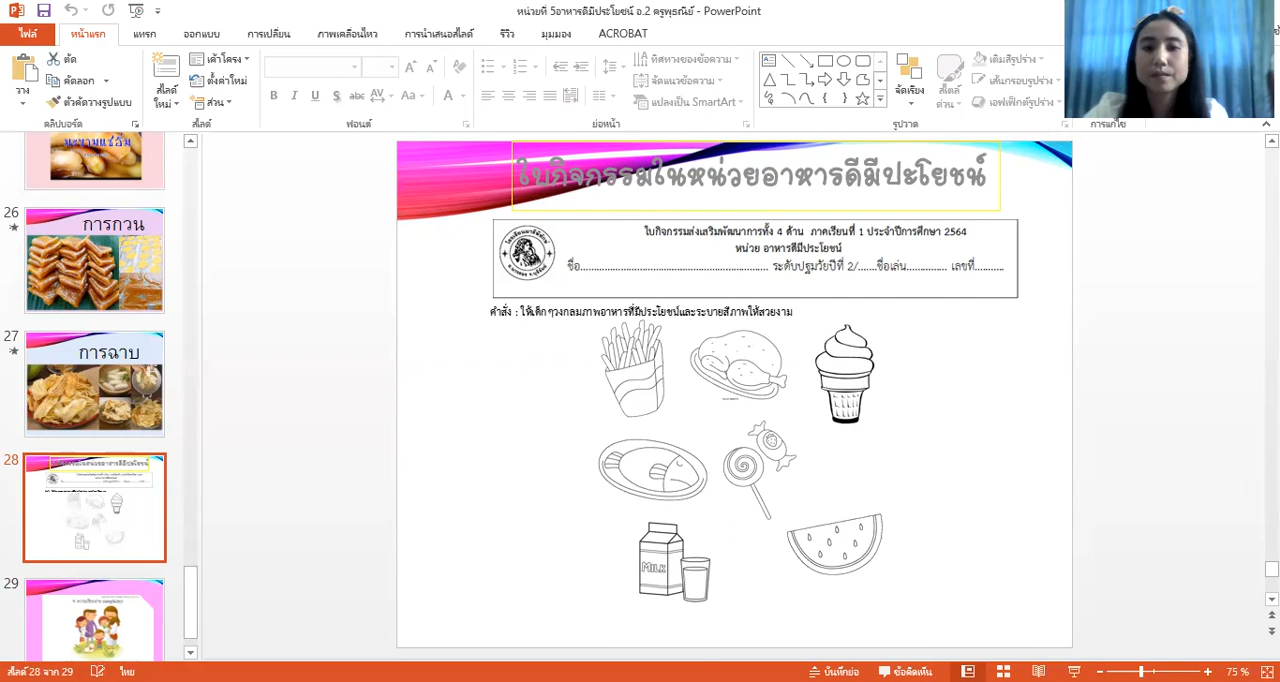 หน่วยที่ 5อาหารดีมีประโยชน์ อ.2 ครูพุธณีย์ - PowerPoint
ไฟล์ หน้าแรก แทรก ออกแบบ การเปลี่ยน ภาพเคลื่อนไหว การนำเสนอสไลด์ รีวิว มุมมอง ACROBAT
วาง
ตัด
คัดลอก
ตัวคัดวางรูปแบบ
คลิปบอร์ด
สไลด์ใหม่
เค้าโครง
ตั้งค่าใหม่
ส่วน
สไลด์
B I U S abc AV Aa A
ฟอนต์
ทิศทางของข้อความ
จัดแนวข้อความ
แปลงเป็น SmartArt
ย่อหน้า
จัดเรียง
สไตล์ด่วน
เติมสีรูปร่าง
เส้นกรอบรูปร่าง
เอฟเฟ็กต์รูปร่าง
รูปวาด
การแก้ไข
มะขามแช่อิ่ม
26
การกวน
27
การฉาบ
28
29
ใบกิจกรรมในหน่วยอาหารดีมีปะโยชน์
ใบกิจกรรมส่งเสริมพัฒนาการทั้ง 4 ด้าน ภาคเรียนที่ 1 ประจำปีการศึกษา 2564
หน่วย อาหารดีมีประโยชน์
ชื่อ.................................................................. ระดับปฐมวัยปีที่ 2/......ชื่อเล่น.............. เลขที่..........
คำสั่ง : ให้เด็กๆวงกลมภาพอาหารที่มีประโยชน์และระบายสีภาพให้สวยงาม
MILK
สไลด์ 28 จาก 29 ไทย บันทึกย่อ ข้อคิดเห็น 75 %